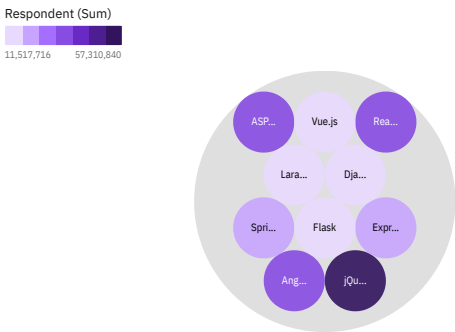 Respondent (Sum)
11,517,716 57,310,840
ASP... Vue.js Rea...
Lara... Dja...
Spri... Flask Expr...
Ang... jQu...